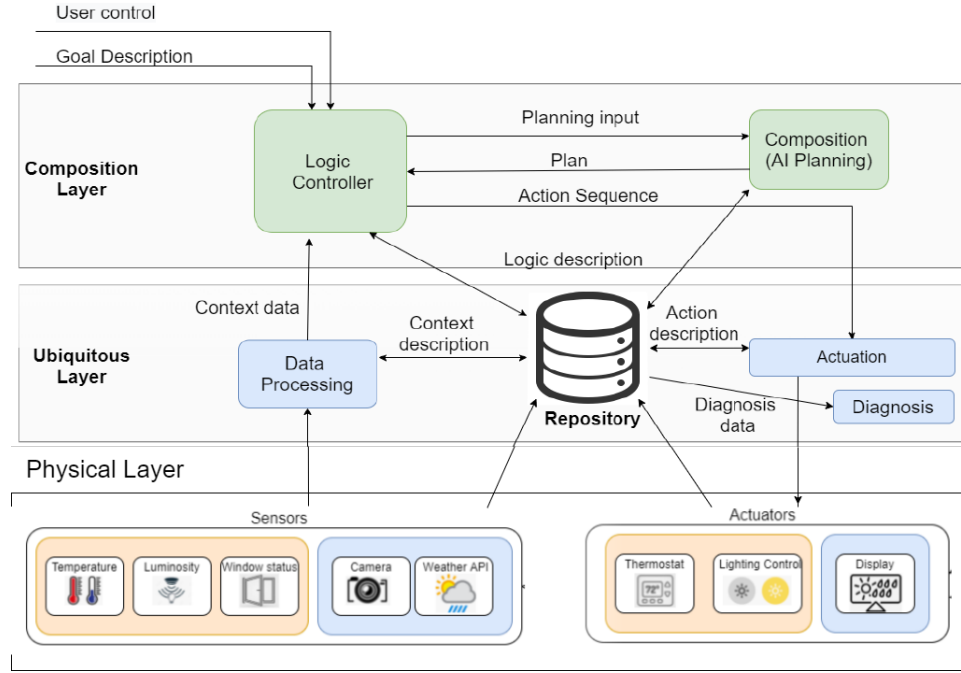 User control
Goal Description
Planning input
Logic
Controller
Composition
(AI Planning)
Plan
Composition
Layer
Action Sequence
Logic description
Context data
Context
description
Action
description
Ubiquitous
Layer
Data
Processing
Actuation
Repository
Diagnosis
data
Diagnosis
Physical Layer
Sensors
Actuators
Temperature
Luminosity
Window status
Camera
Weather API
Thermostat
72°
Lighting Control
Display